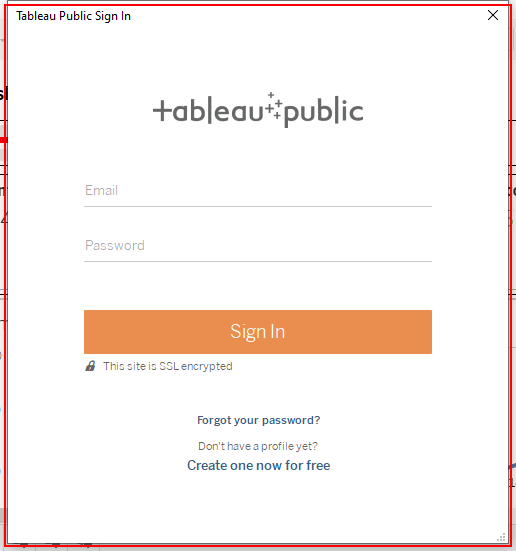 Tableau Public Sign In
tableau public
Email
Password
Sign In
This site is SSL encrypted
Forgot your password?
Don't have a profile yet?
Create one now for free